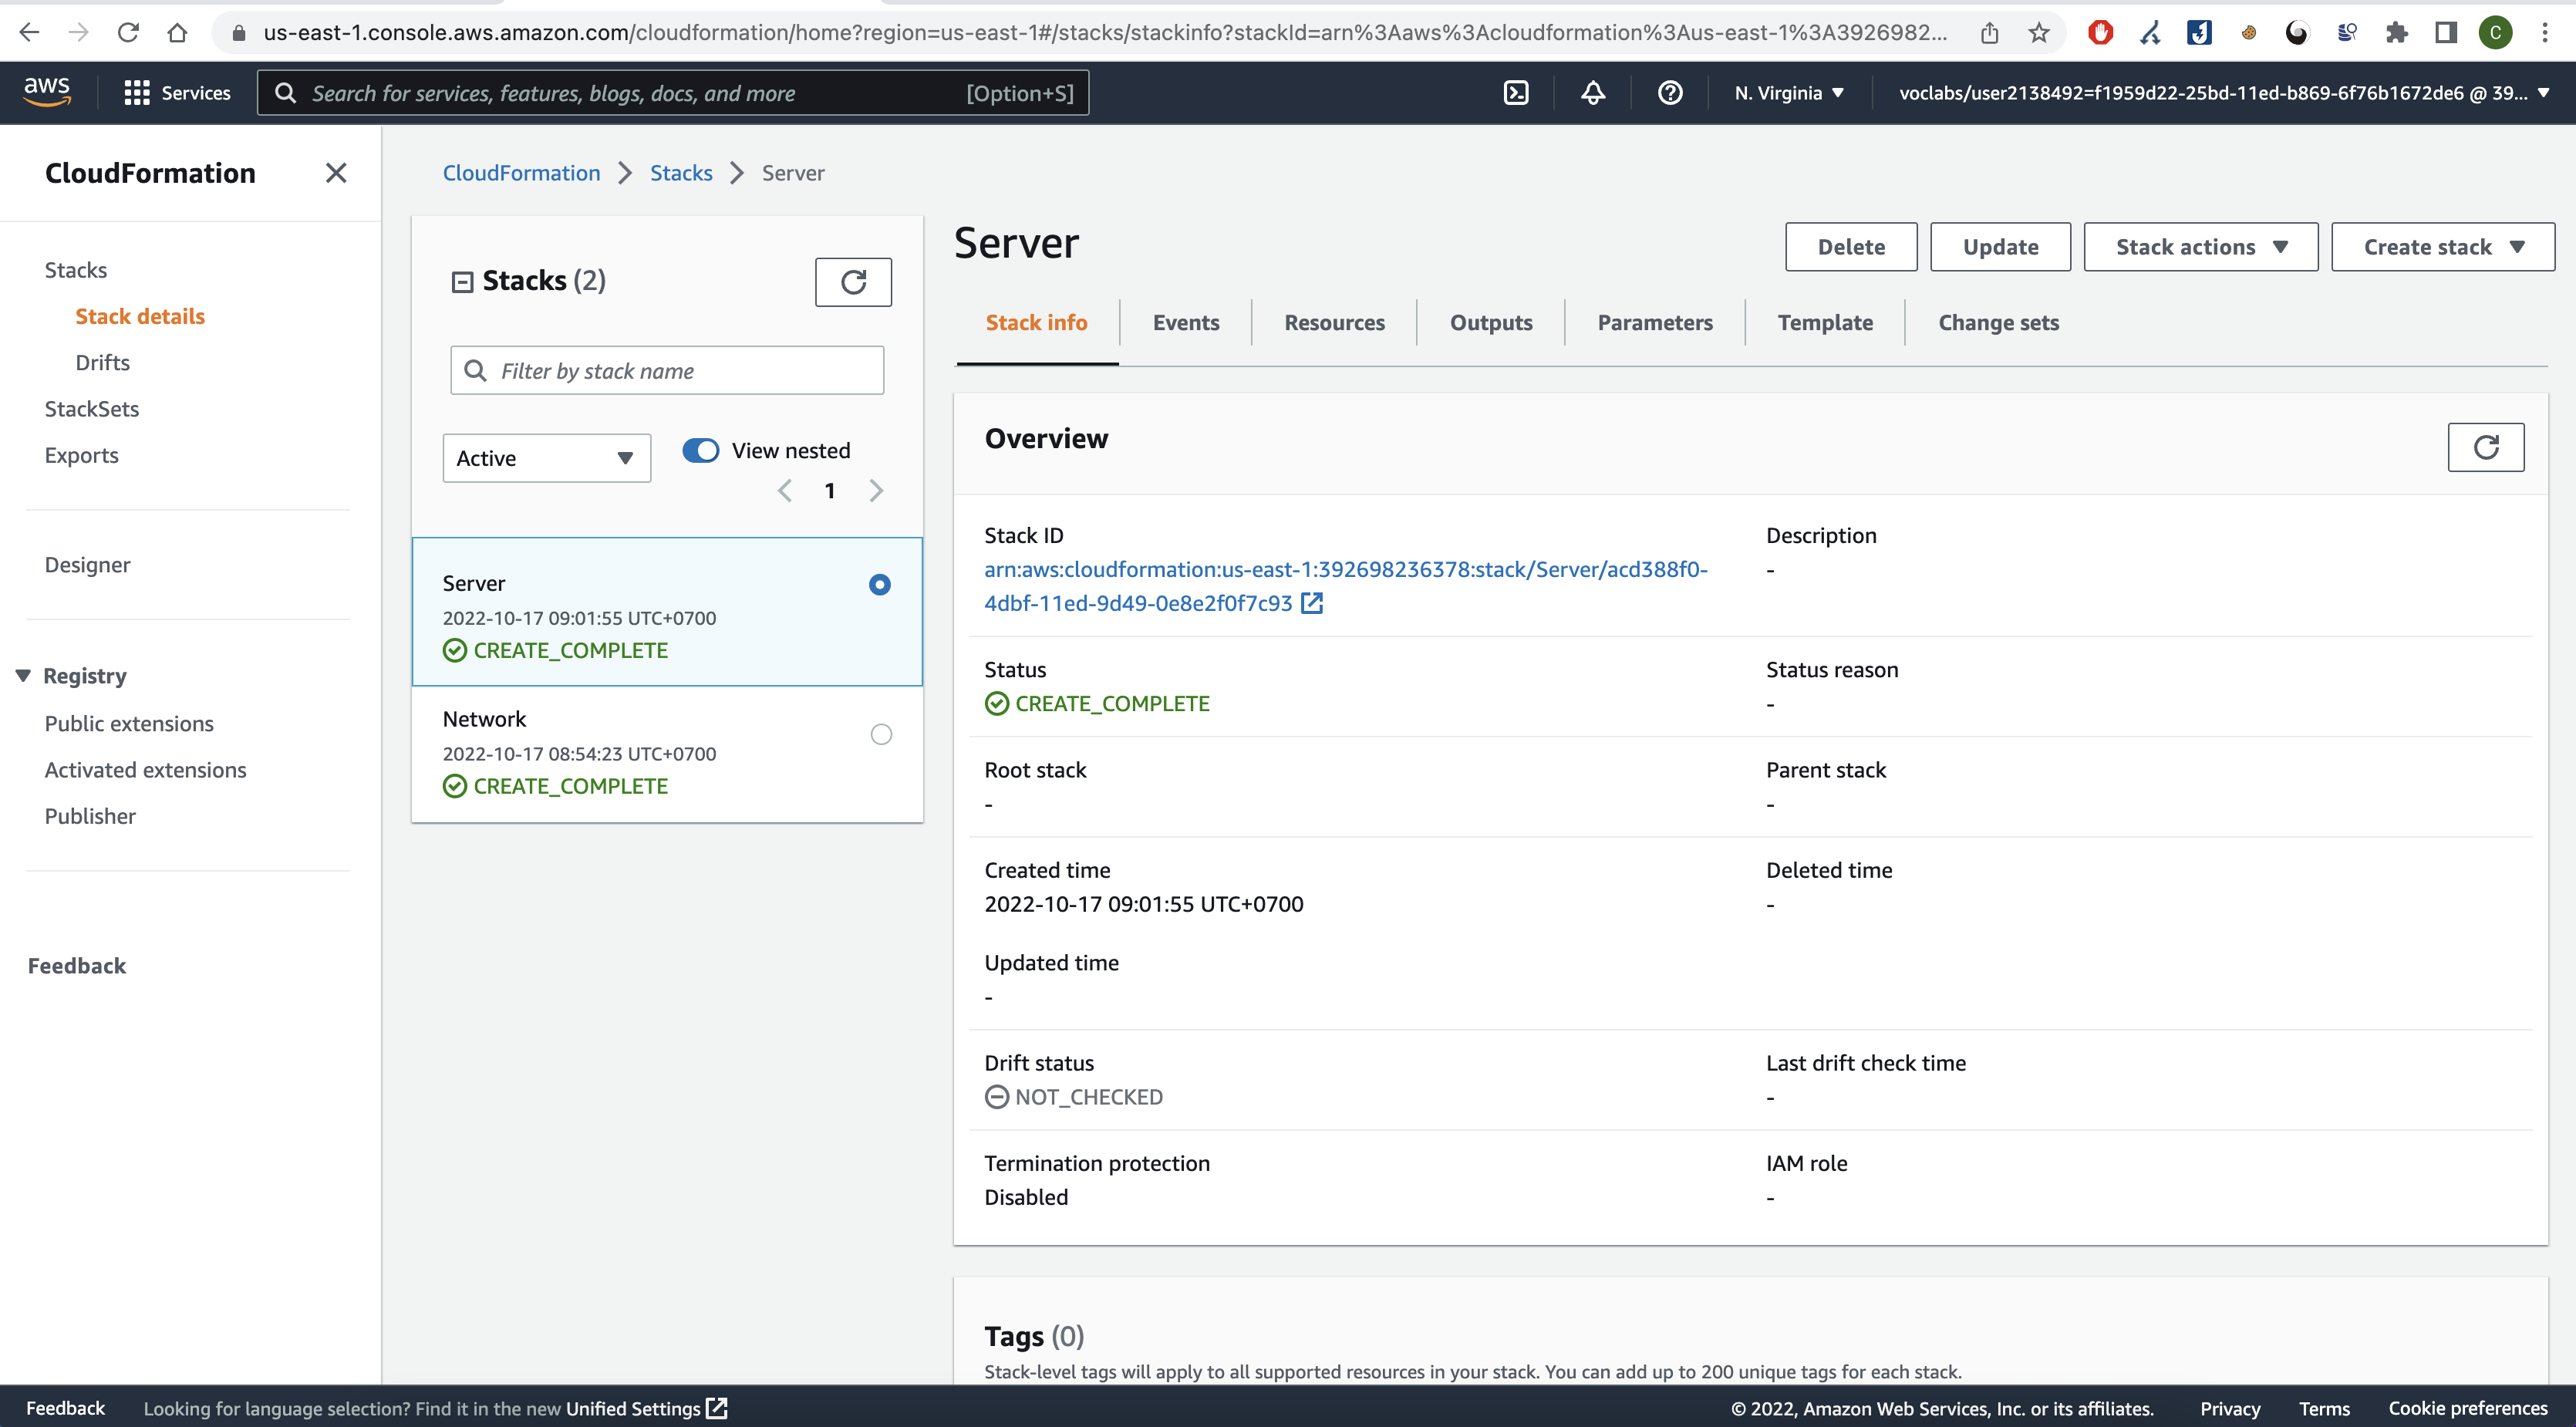 us-east-1.console.aws.amazon.com/cloudformation/home?region=us-east-1#/stacks/stackinfo?stackId=arn%3Aaws%3Acloudformation%3Aus-east-1%3A3926982...
C
aws
Services
Search for services, features, blogs, docs, and more
[Option+S]
N. Virginia
voclabs/user2138492=f1959d22-25bd-11ed-b869-6f76b1672de6 @ 39...
CloudFormation
Stacks
Stack details
Drifts
StackSets
Exports
Designer
Registry
Public extensions
Activated extensions
Publisher
Feedback
CloudFormation
Stacks
Server
Stacks (2)
Filter by stack name
Active
View nested
1
Server
2022-10-17 09:01:55 UTC+0700
CREATE_COMPLETE
Network
2022-10-17 08:54:23 UTC+0700
CREATE_COMPLETE
Server
Delete
Update
Stack actions
Create stack
Stack info
Events
Resources
Outputs
Parameters
Template
Change sets
Overview
Stack ID
arn:aws:cloudformation:us-east-1:392698236378:stack/Server/acd388f0-
4dbf-11ed-9d49-0e8e2f0f7c93
Description
-
Status
CREATE_COMPLETE
Status reason
-
Root stack
-
Parent stack
-
Created time
2022-10-17 09:01:55 UTC+0700
Deleted time
-
Updated time
-
Drift status
NOT_CHECKED
Last drift check time
-
Termination protection
Disabled
IAM role
-
Tags (0)
Stack-level tags will apply to all supported resources in your stack. You can add up to 200 unique tags for each stack.
Feedback
Looking for language selection? Find it in the new Unified Settings
© 2022, Amazon Web Services, Inc. or its affiliates.
Privacy
Terms
Cookie preferences